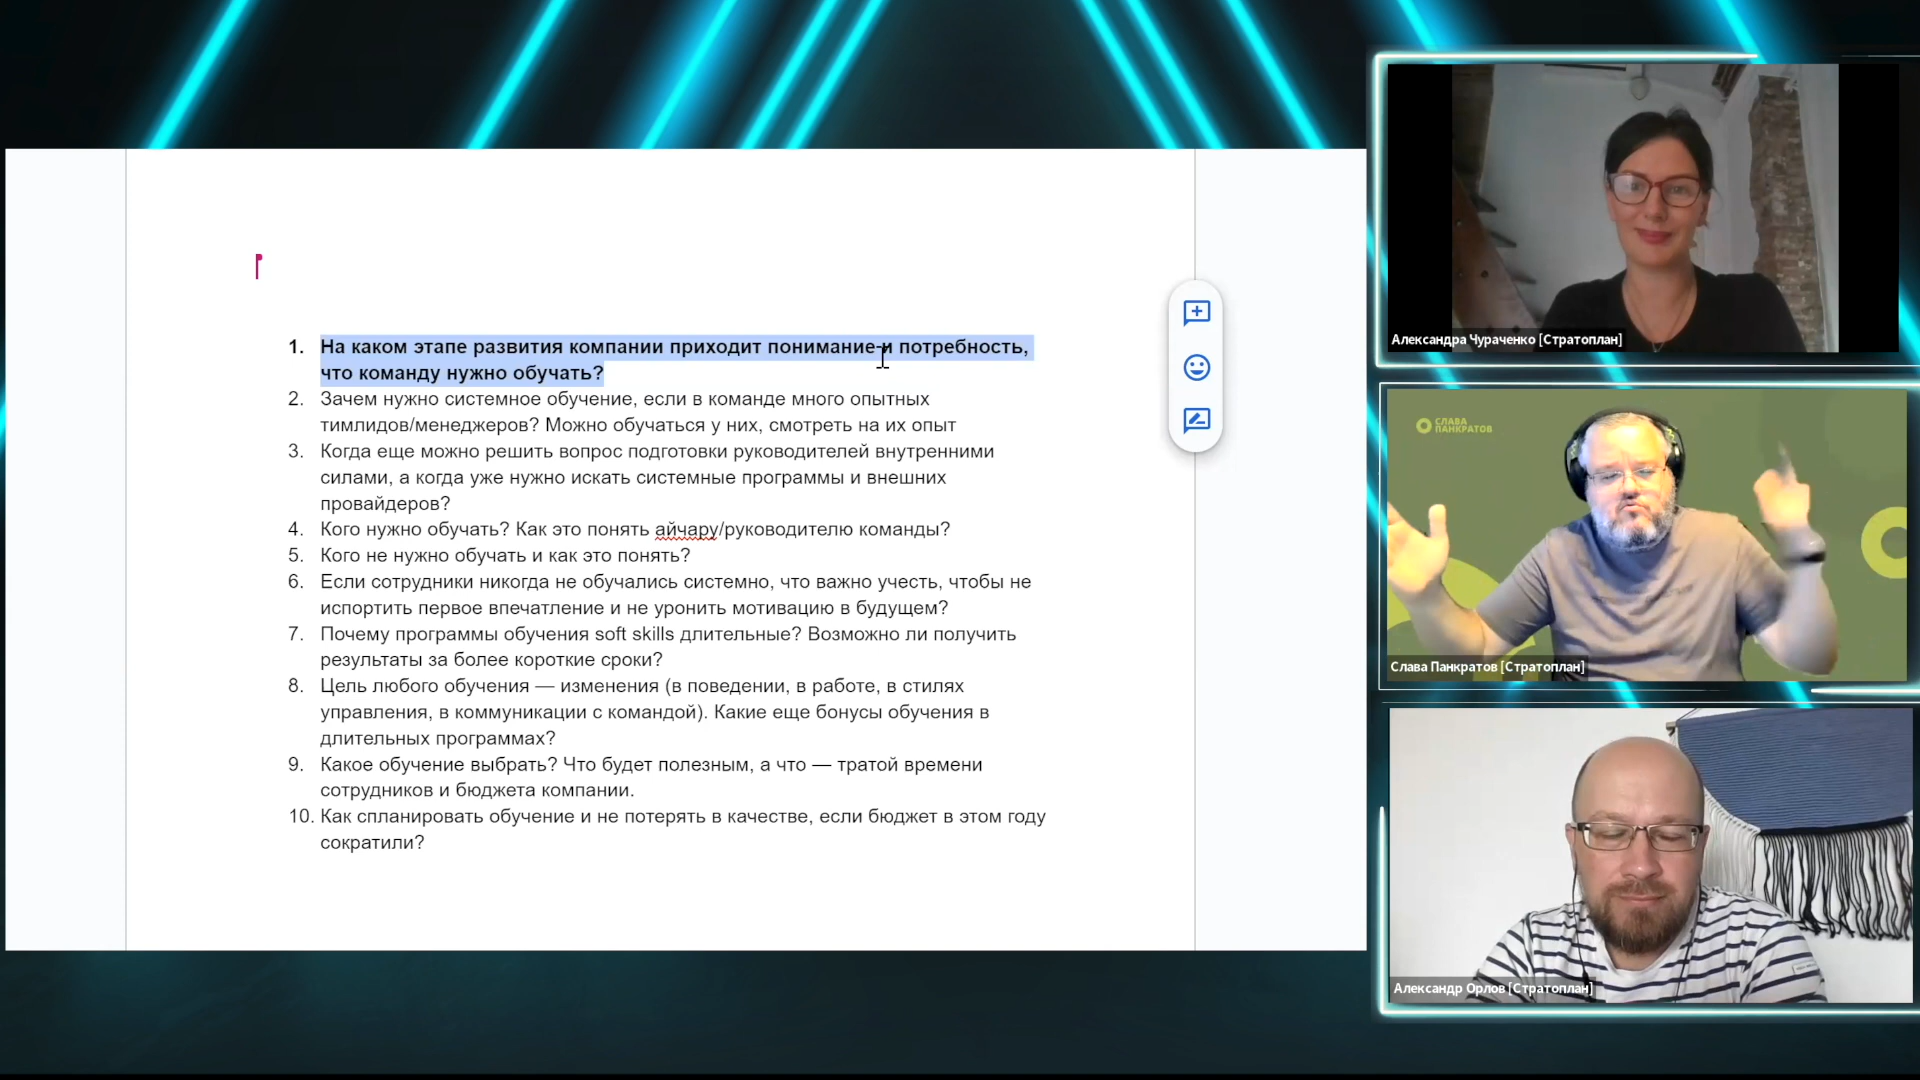 1. На каком этапе развития компании приходит понимание и потребность,
что команду нужно обучать?
2. Зачем нужно системное обучение, если в команде много опытных
тимлидов/менеджеров? Можно обучаться у них, смотреть на их опыт
3. Когда еще можно решить вопрос подготовки руководителей внутренними
силами, а когда уже нужно искать системные программы и внешних
провайдеров?
4. Кого нужно обучать? Как это понять айчару/руководителю команды?
5. Кого не нужно обучать и как это понять?
6. Если сотрудники никогда не обучались системно, что важно учесть, чтобы не
испортить первое впечатление и не уронить мотивацию в будущем?
7. Почему программы обучения soft skills длительные? Возможно ли получить
результаты за более короткие сроки?
8. Цель любого обучения — изменения (в поведении, в работе, в стилях
управления, в коммуникации с командой). Какие еще бонусы обучения в
длительных программах?
9. Какое обучение выбрать? Что будет полезным, а что — тратой времени
сотрудников и бюджета компании.
10. Как спланировать обучение и не потерять в качестве, если бюджет в этом году
сократили?
Александра Чураченко [Стратоплан]
СЛАВА
ПАНКРАТОВ
Слава Панкратов [Стратоплан]
Александр Орлов [Стратоплан]